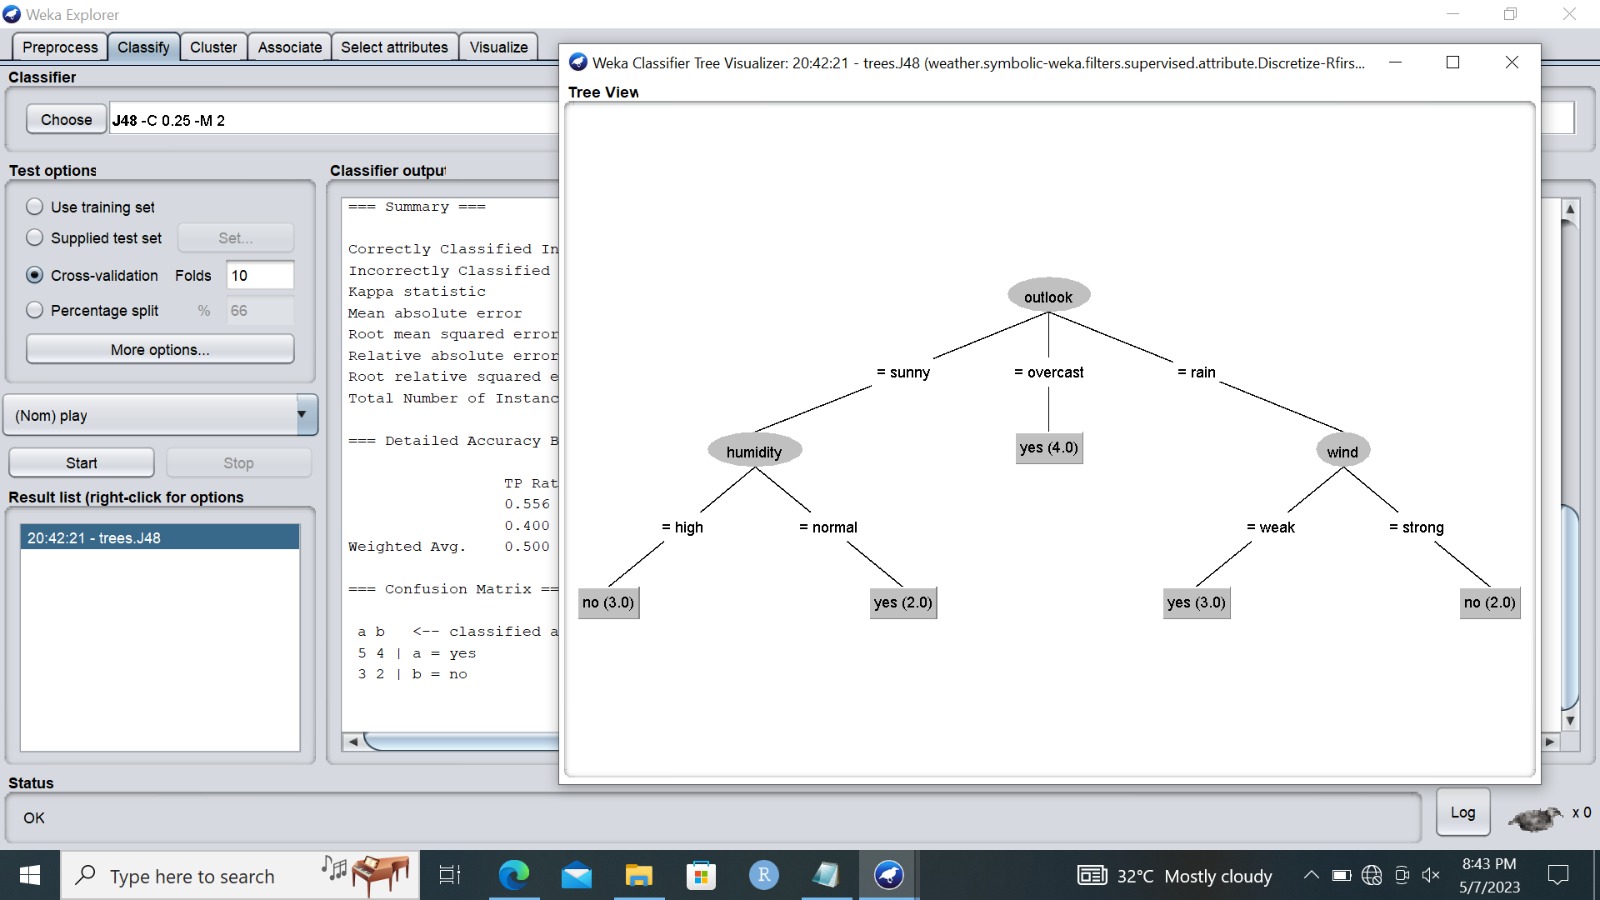 Weka Explorer
Preprocess Classify Cluster Associate Select attributes Visualize
Classifier
Choose J48 -C 0.25 -M 2
Test options
Use training set
Supplied test set Set...
Cross-validation Folds 10
Percentage split % 66
More options...
(Nom) play
Start Stop
Result list (right-click for options
20:42:21 - trees.J48
Classifier output
=== Summary ===
Correctly Classified In
Incorrectly Classified
Kappa statistic
Mean absolute error
Root mean squared error
Relative absolute error
Root relative squared e
Total Number of Instanc
=== Detailed Accuracy B
TP Rat
0.556
0.400
Weighted Avg. 0.500
=== Confusion Matrix ==
a b <-- classified a
5 4 | a = yes
3 2 | b = no
Weka Classifier Tree Visualizer: 20:42:21 - trees.J48 (weather.symbolic-weka.filters.supervised.attribute.Discretize-Rfirs...
Tree View
outlook
= sunny = overcast = rain
humidity yes (4.0) wind
= high = normal = weak = strong
no (3.0) yes (2.0) yes (3.0) no (2.0)
Status
OK
Log x 0
Type here to search
R
32°C Mostly cloudy
8:43 PM
5/7/2023